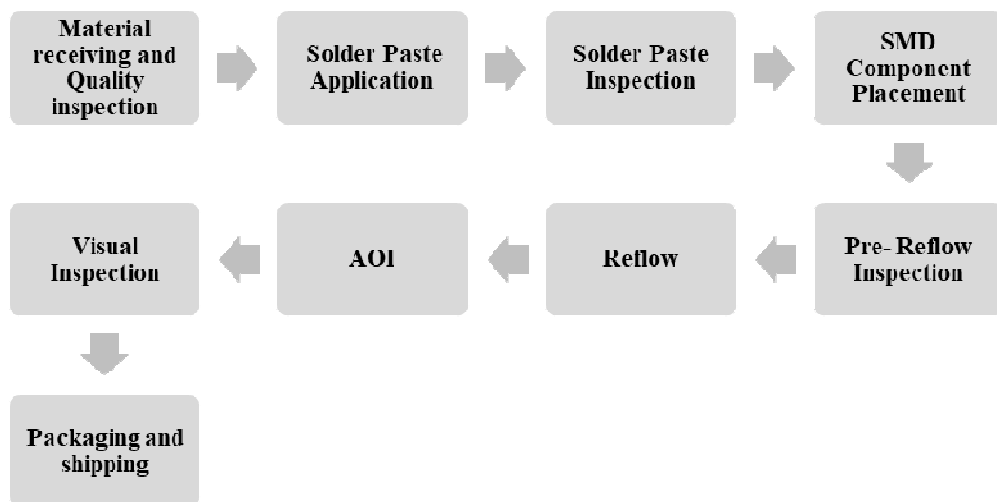 Material
receiving and
Quality
inspection
Solder Paste
Application
Solder Paste
Inspection
SMD
Component
Placement
Pre- Reflow
Inspection
Reflow
AOI
Visual
Inspection
Packaging and
shipping